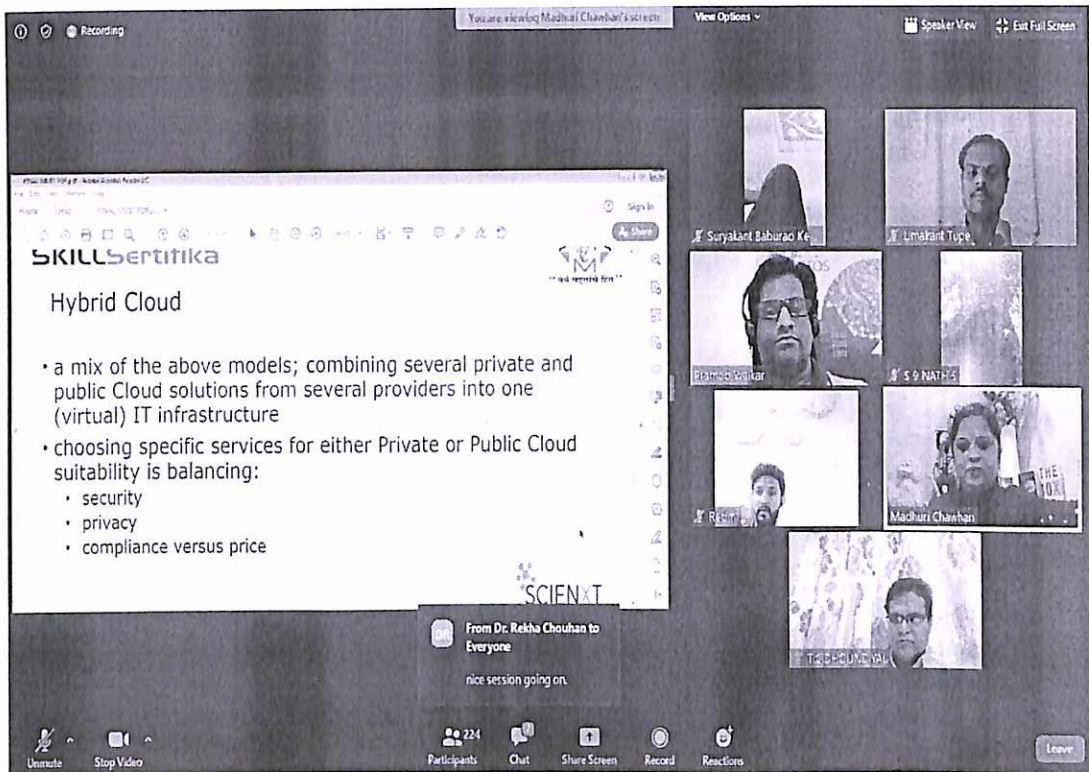 Recording
You are viewing Madhuri Chawhan's screen
View Options
Speaker View
Exit Full Screen
Sign In
Share
SKILLSertifika
Hybrid Cloud
• a mix of the above models; combining several private and
public Cloud solutions from several providers into one
(virtual) IT infrastructure
• choosing specific services for either Private or Public Cloud
suitability is balancing:
• security
• privacy
• compliance versus price
SCIENXT
Suryakant Baburao Ke
Umakant Tupe
S 9 NATH S
Madhuri Chawhan
THE
From Dr. Rekha Chouhan to
Everyone
nice session going on.
Unmute
Stop Video
224
Participants
Chat
Share Screen
Record
Reactions
Leave